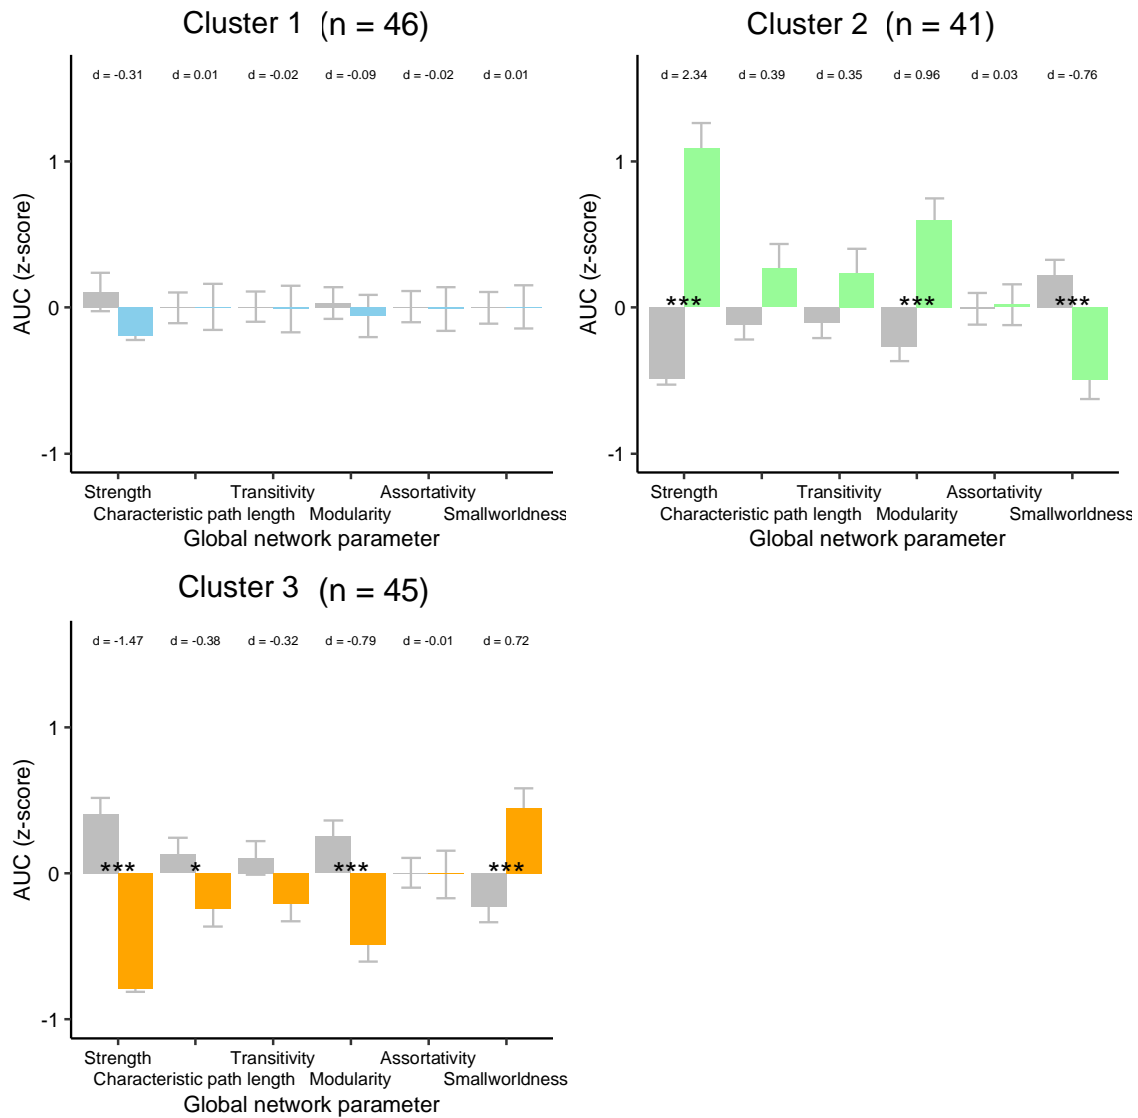 Cluster 1 (n = 46)
d = -0.31 d = 0.01 d = -0.02 d = -0.09 d = -0.02 d = 0.01
AUC (z-score)
1
0
-1
Strength Transitivity Assortativity
Characteristic path length Modularity Smallworldness
Global network parameter
Cluster 2 (n = 41)
d = 2.34 d = 0.39 d = 0.35 d = 0.96 d = 0.03 d = -0.76
AUC (z-score)
1
0
-1
*** *** ***
Strength Transitivity Assortativity
Characteristic path length Modularity Smallworldness
Global network parameter
Cluster 3 (n = 45)
d = -1.47 d = -0.38 d = -0.32 d = -0.79 d = -0.01 d = 0.72
AUC (z-score)
1
0
-1
*** * *** ***
Strength Transitivity Assortativity
Characteristic path length Modularity Smallworldness
Global network parameter